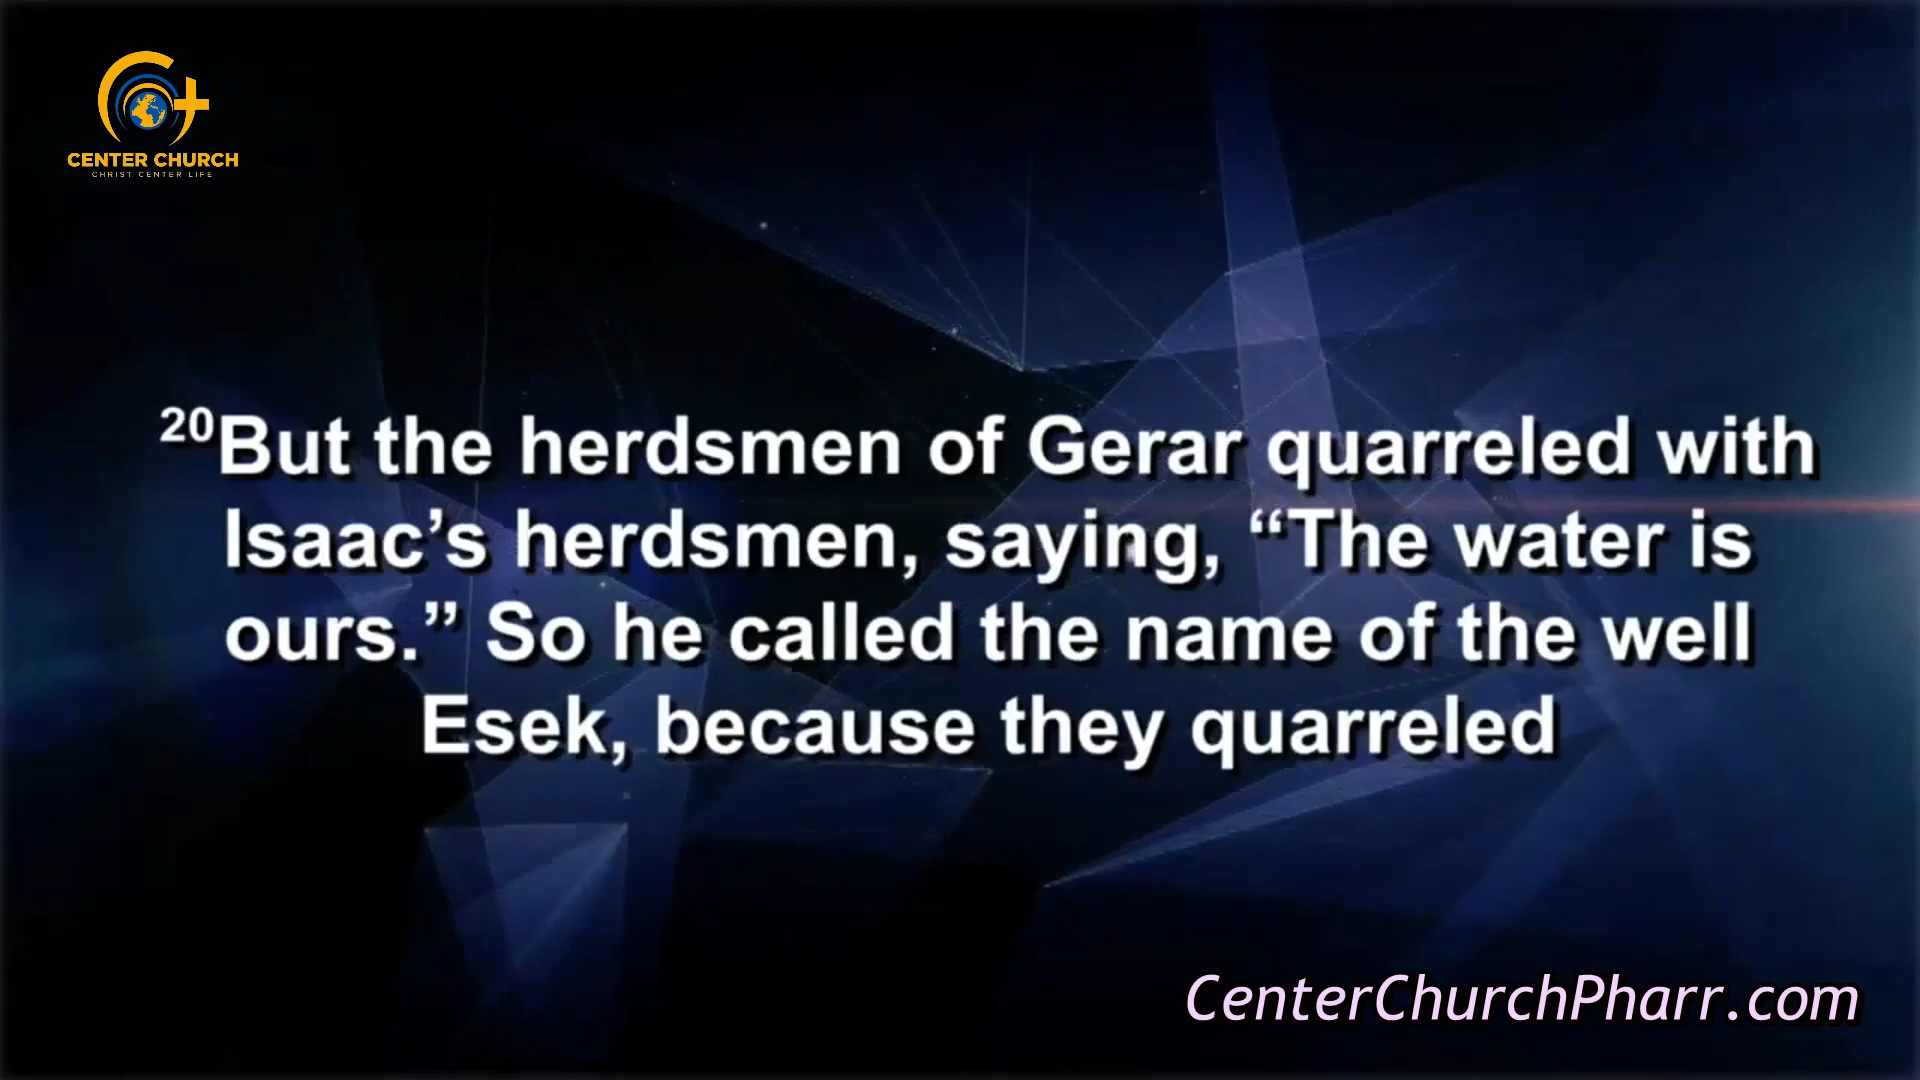 CENTER CHURCH
CHRIST CENTER LIFE
20But the herdsmen of Gerar quarreled with
Isaac’s herdsmen, saying, “The water is
ours.” So he called the name of the well
Esek, because they quarreled
CenterChurchPharr.com